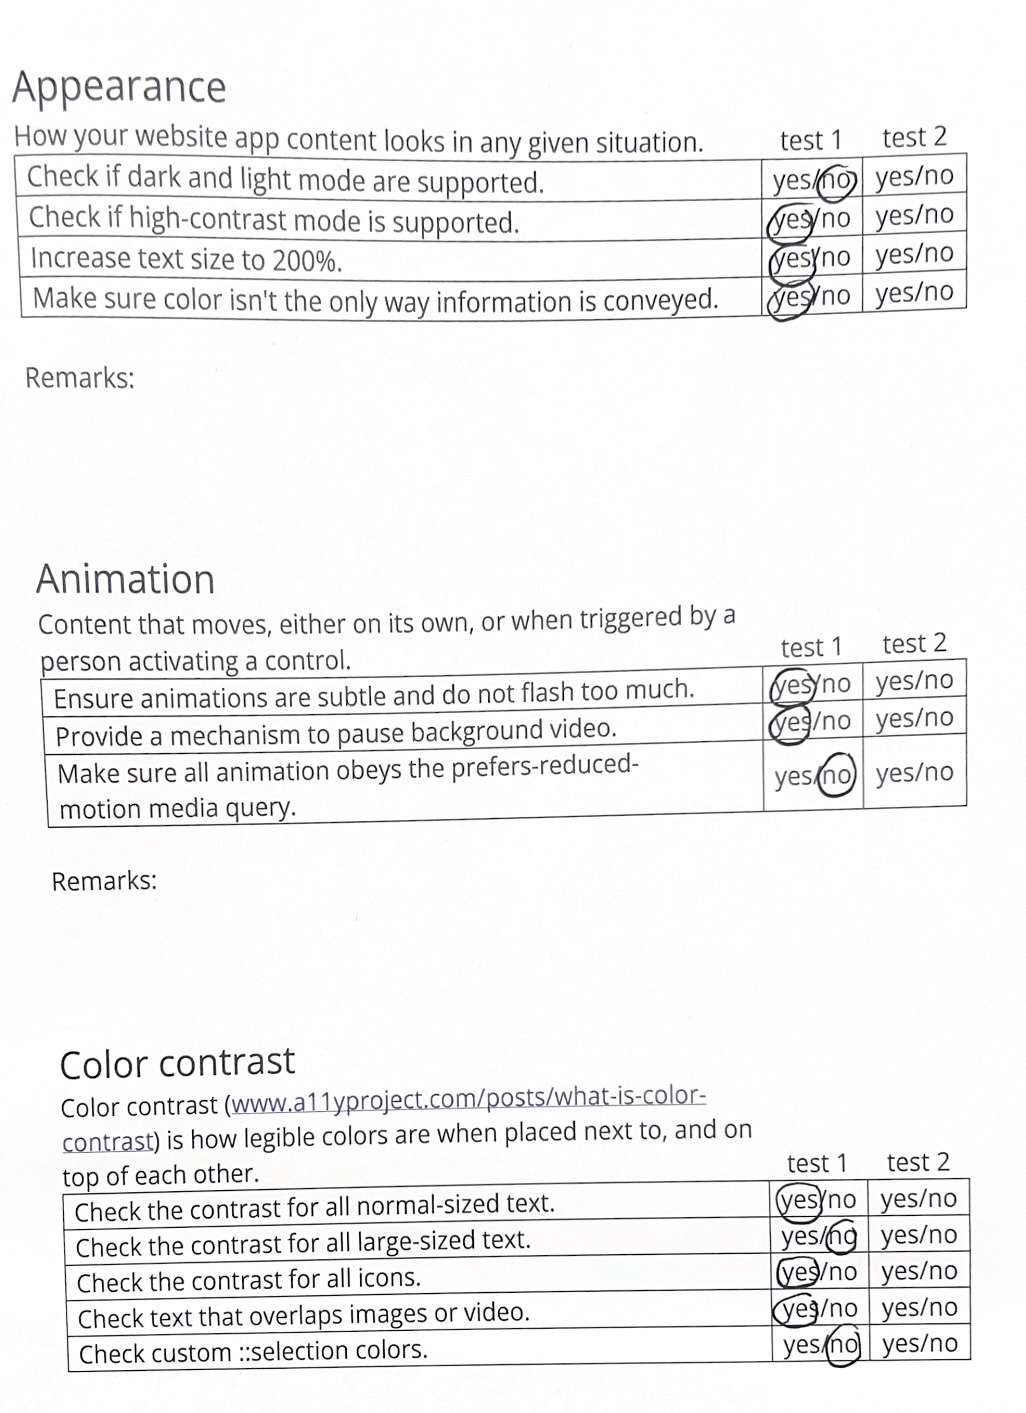 Appearance
How your website app content looks in any given situation. test 1 test 2
Check if dark and light mode are supported. yes/no yes/no
Check if high-contrast mode is supported. yes/no yes/no
Increase text size to 200%. yes/no yes/no
Make sure color isn't the only way information is conveyed. yes/no yes/no
Remarks:
Animation
Content that moves, either on its own, or when triggered by a
person activating a control. test 1 test 2
Ensure animations are subtle and do not flash too much. yes/no yes/no
Provide a mechanism to pause background video. yes/no yes/no
Make sure all animation obeys the prefers-reduced-
motion media query. yes/no yes/no
Remarks:
Color contrast
Color contrast (www.a11yproject.com/posts/what-is-color-
contrast) is how legible colors are when placed next to, and on
top of each other. test 1 test 2
Check the contrast for all normal-sized text. yes/no yes/no
Check the contrast for all large-sized text. yes/no yes/no
Check the contrast for all icons. yes/no yes/no
Check text that overlaps images or video. yes/no yes/no
Check custom ::selection colors. yes/no yes/no